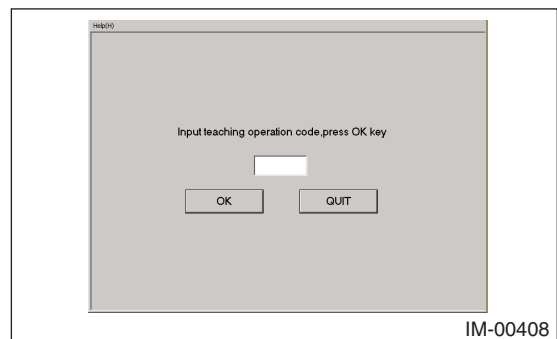 Help(H)
Input teaching operation code,press OK key
OK
QUIT
IM-00408